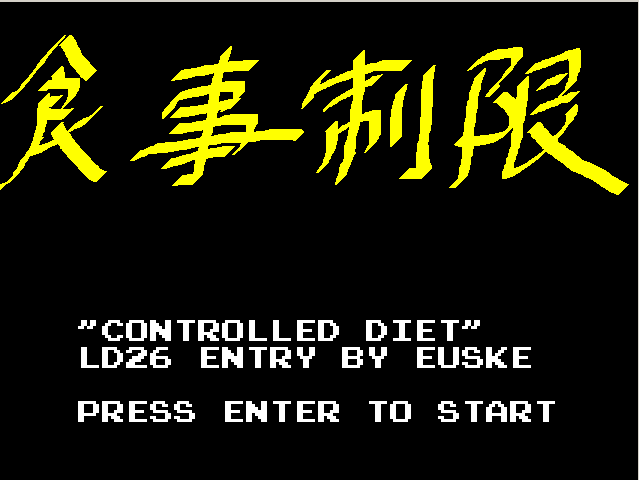 食事制限
"CONTROLLED DIET"
LD26 ENTRY BY EUSKE
PRESS ENTER TO START